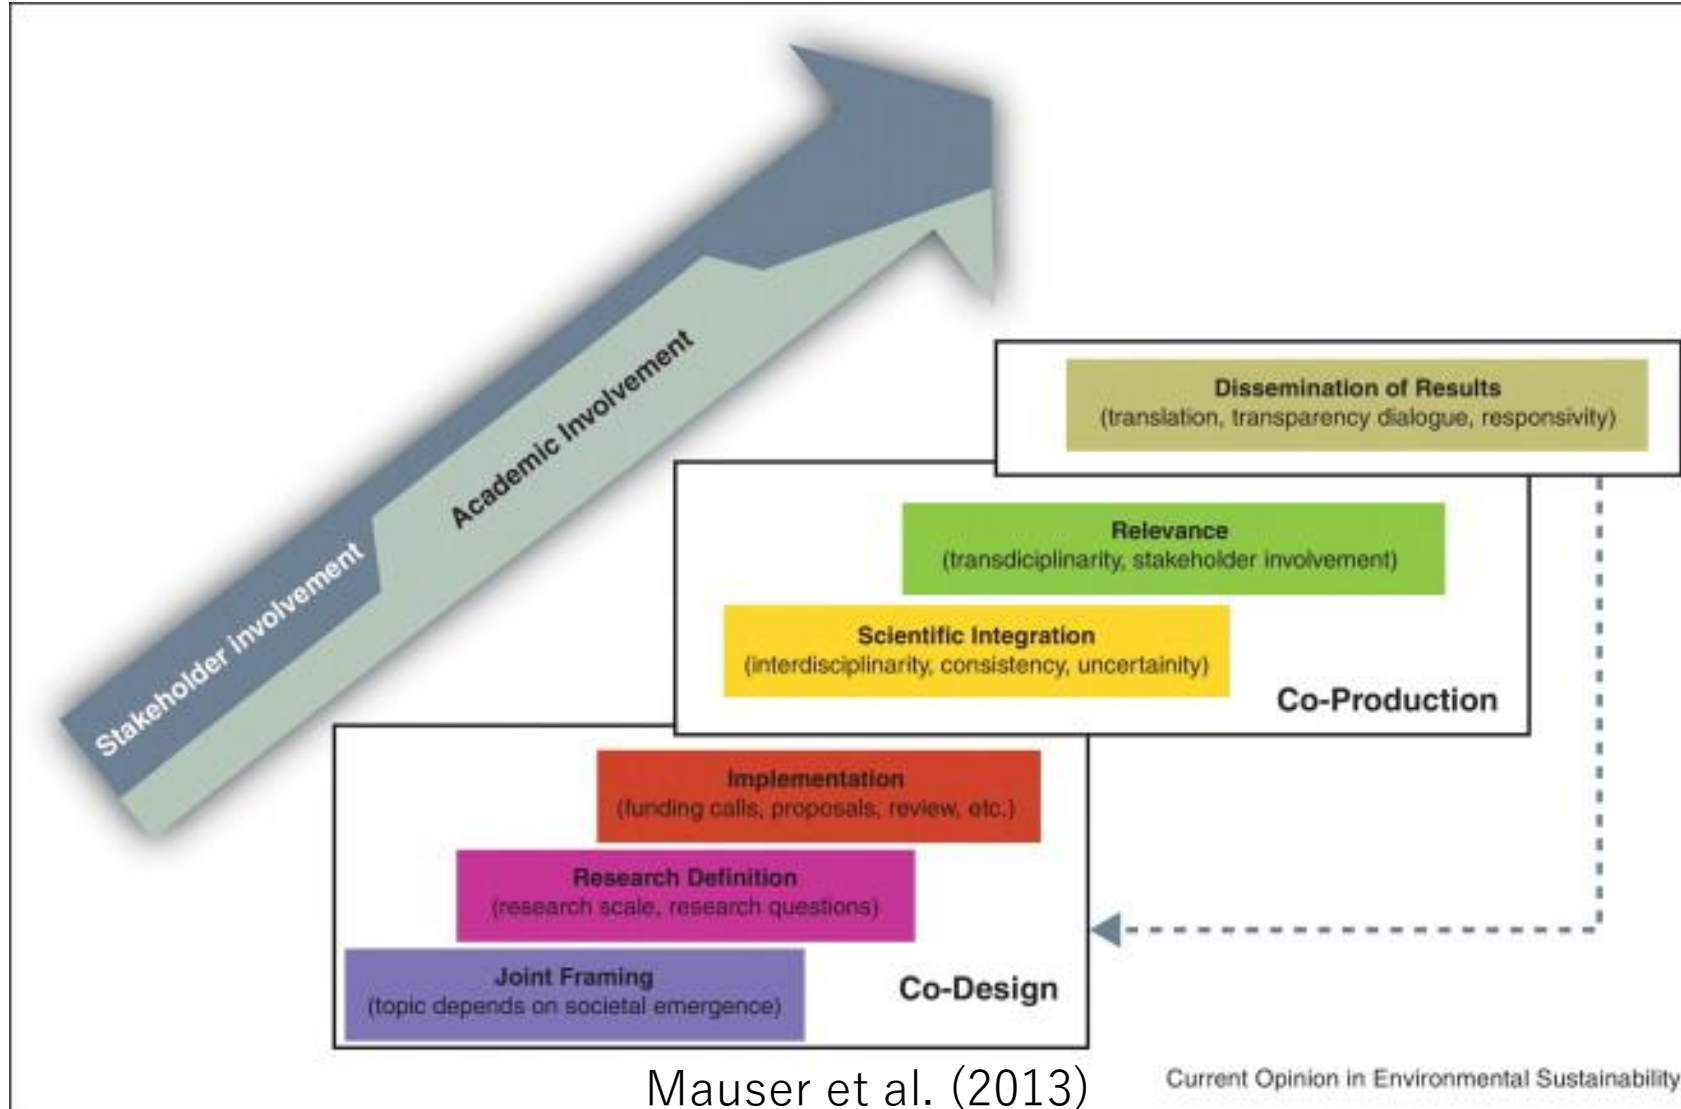 Stakeholder involvement
Academic Involvement
Dissemination of Results
(translation, transparency dialogue, responsivity)
Relevance
(transdiciplinarity, stakeholder involvement)
Scientific Integration
(interdisciplinarity, consistency, uncertainity)
Co-Production
Implementation
(funding calls, proposals, review, etc.)
Research Definition
(research scale, research questions)
Joint Framing
(topic depends on societal emergence)
Co-Design
Mauser et al. (2013)
Current Opinion in Environmental Sustainability